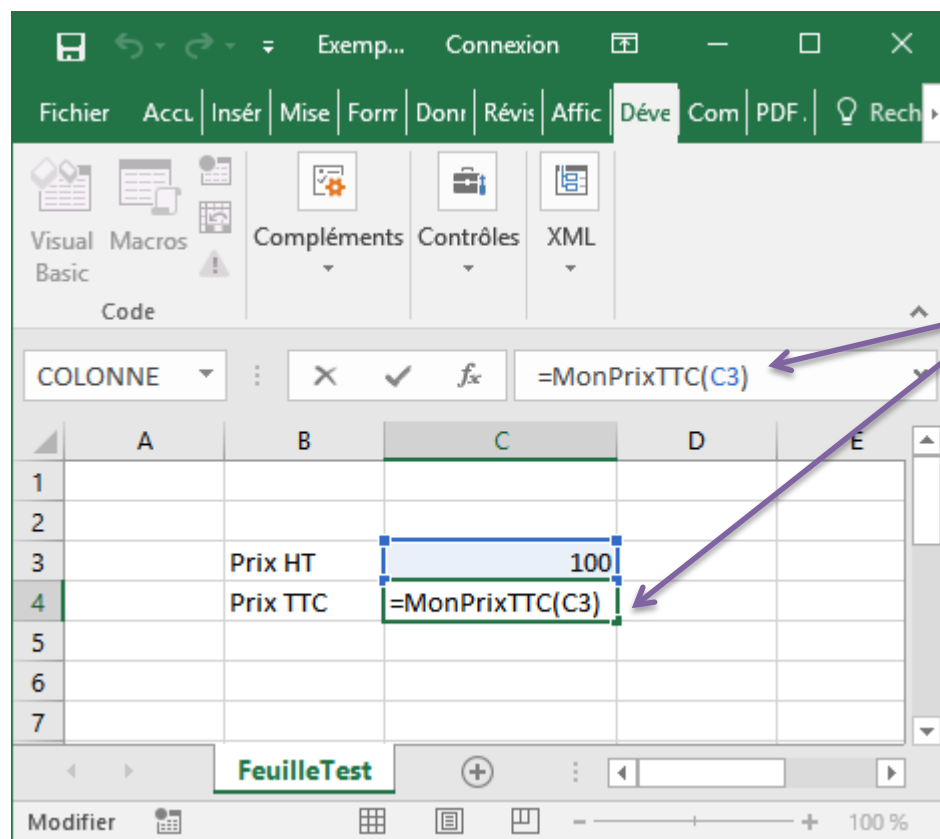 Exemp... Connexion
Fichier Accu Insér Mise Form Donr Révis Affic Déve Com PDF. Rech
Visual Basic
Macros
Compléments
Contrôles
XML
Code
COLONNE fx =MonPrixTTC(C3)
A B C D E
1
2
3 Prix HT 100
4 Prix TTC =MonPrixTTC(C3)
5
6
7
FeuilleTest
Modifier 100 %